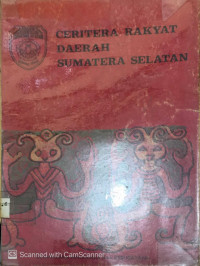 CERITERA RAKYAT
DAERAH
SUMATERA SELATAN
Scanned with CamScanner